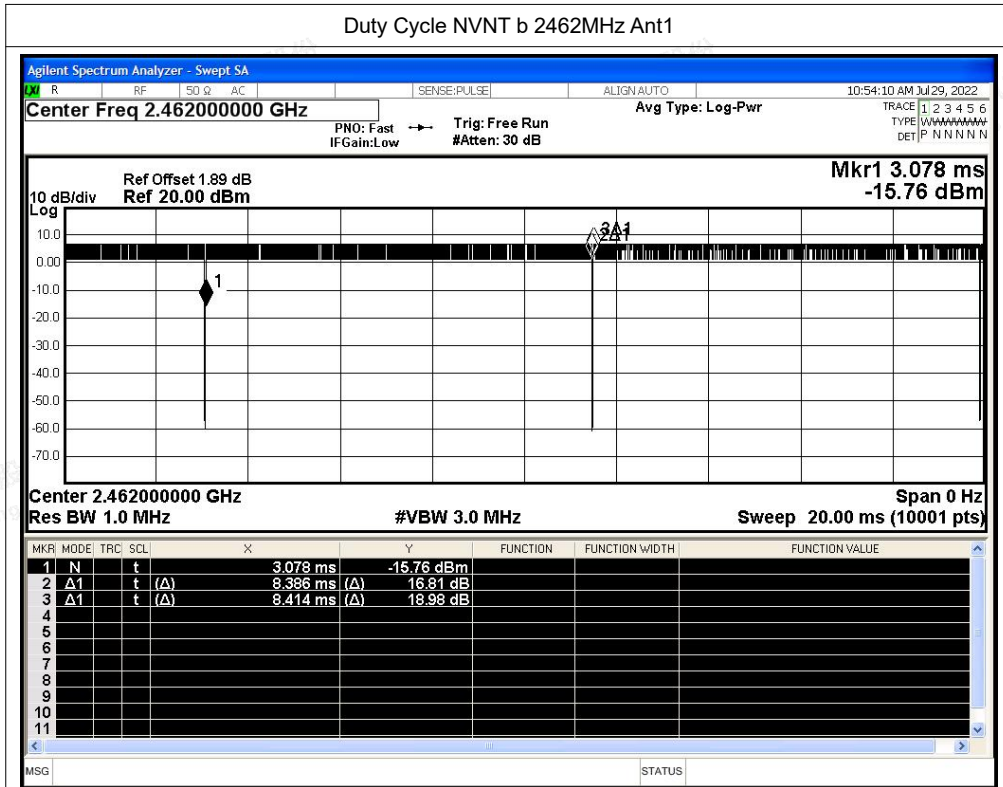 Duty Cycle NVNT b 2462MHz Ant1
Agilent Spectrum Analyzer - Swept SA
LXI R RF 50 Ω AC SENSE:PULSE ALIGN AUTO 10:54:10 AM Jul 29, 2022
Center Freq 2.462000000 GHz Avg Type: Log-Pwr TRACE 1 2 3 4 5 6
PNO: Fast Trig: Free Run TYPE WWWWWWW
IFGain:Low #Atten: 30 dB DET P N N N N N
Mkr1 3.078 ms
Ref Offset 1.89 dB
10 dB/div Ref 20.00 dBm -15.76 dBm
Log
10.0
3Δ1
2Δ1
0.00
1
-10.0
-20.0
-30.0
-40.0
-50.0
-60.0
-70.0
Center 2.462000000 GHz Span 0 Hz
Res BW 1.0 MHz #VBW 3.0 MHz Sweep 20.00 ms (10001 pts)
MKR MODE TRC SCL X Y FUNCTION FUNCTION WIDTH FUNCTION VALUE
1 N t 3.078 ms -15.76 dBm
2 Δ1 t (Δ) 8.386 ms (Δ) 16.81 dB
3 Δ1 t (Δ) 8.414 ms (Δ) 18.98 dB
4
5
6
7
8
9
10
11
MSG STATUS